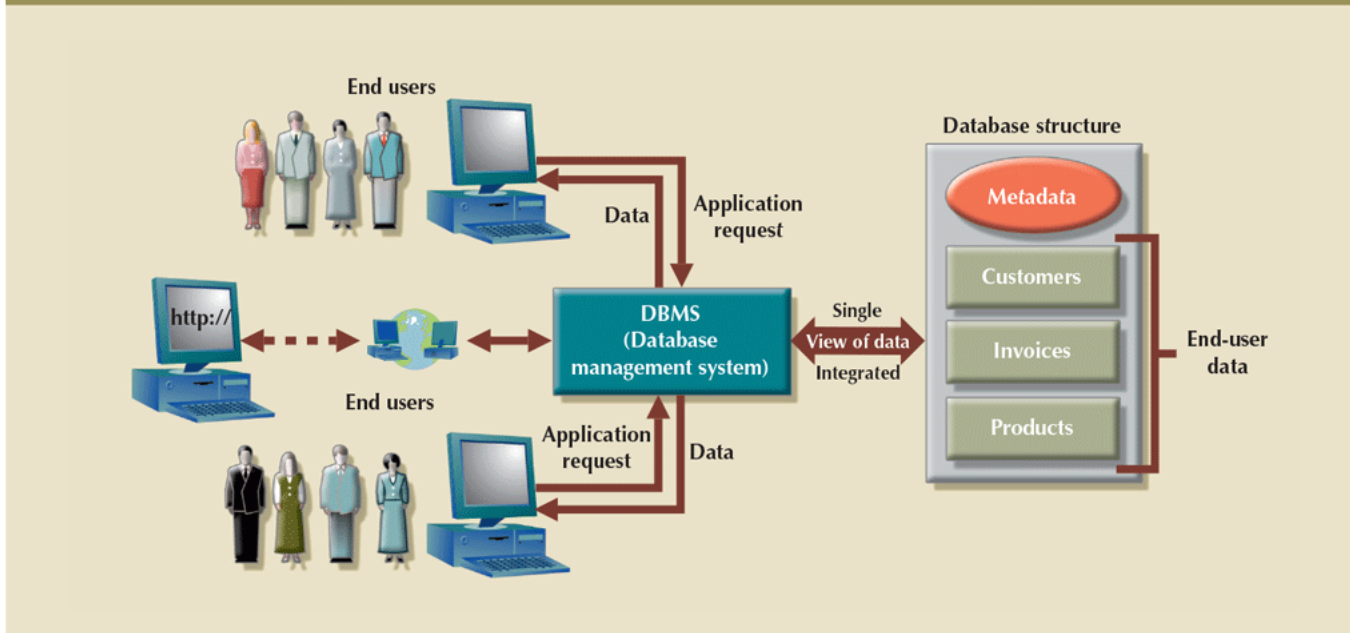 End users
Data
Application
request
http://
DBMS
(Database
management system)
Single
View of data
Integrated
Database structure
Metadata
Customers
Invoices
Products
End-user
data
End users
Application
request
Data